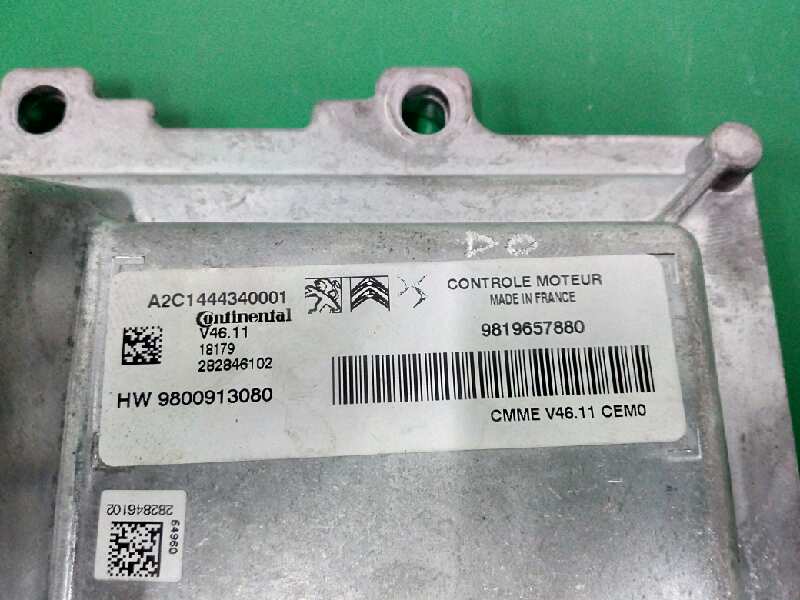 A2C1444340001
Continental
V46.11
18179
282846102
HW 9800913080
CONTROLE MOTEUR
MADE IN FRANCE
9819657880
CMME V46.11 CEM0
282846102
64960